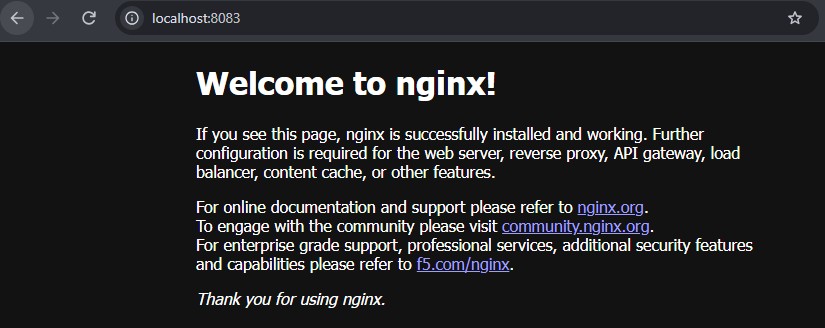 localhost:8083
Welcome to nginx!
If you see this page, nginx is successfully installed and working. Further
configuration is required for the web server, reverse proxy, API gateway, load
balancer, content cache, or other features.
For online documentation and support please refer to nginx.org.
To engage with the community please visit community.nginx.org.
For enterprise grade support, professional services, additional security features
and capabilities please refer to f5.com/nginx.
Thank you for using nginx.